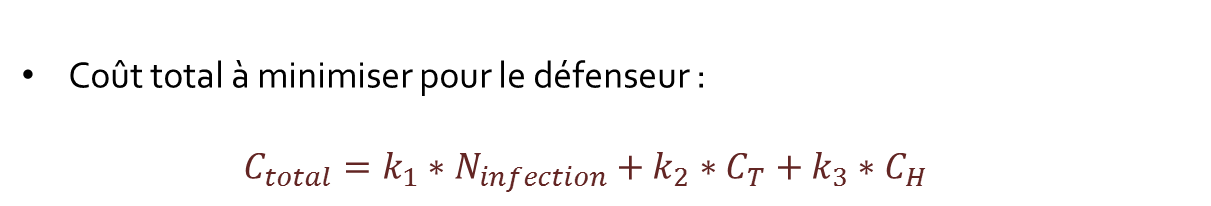 • Coût total à minimiser pour le défenseur :
C_total = k_1 * N_infection + k_2 * C_T + k_3 * C_H